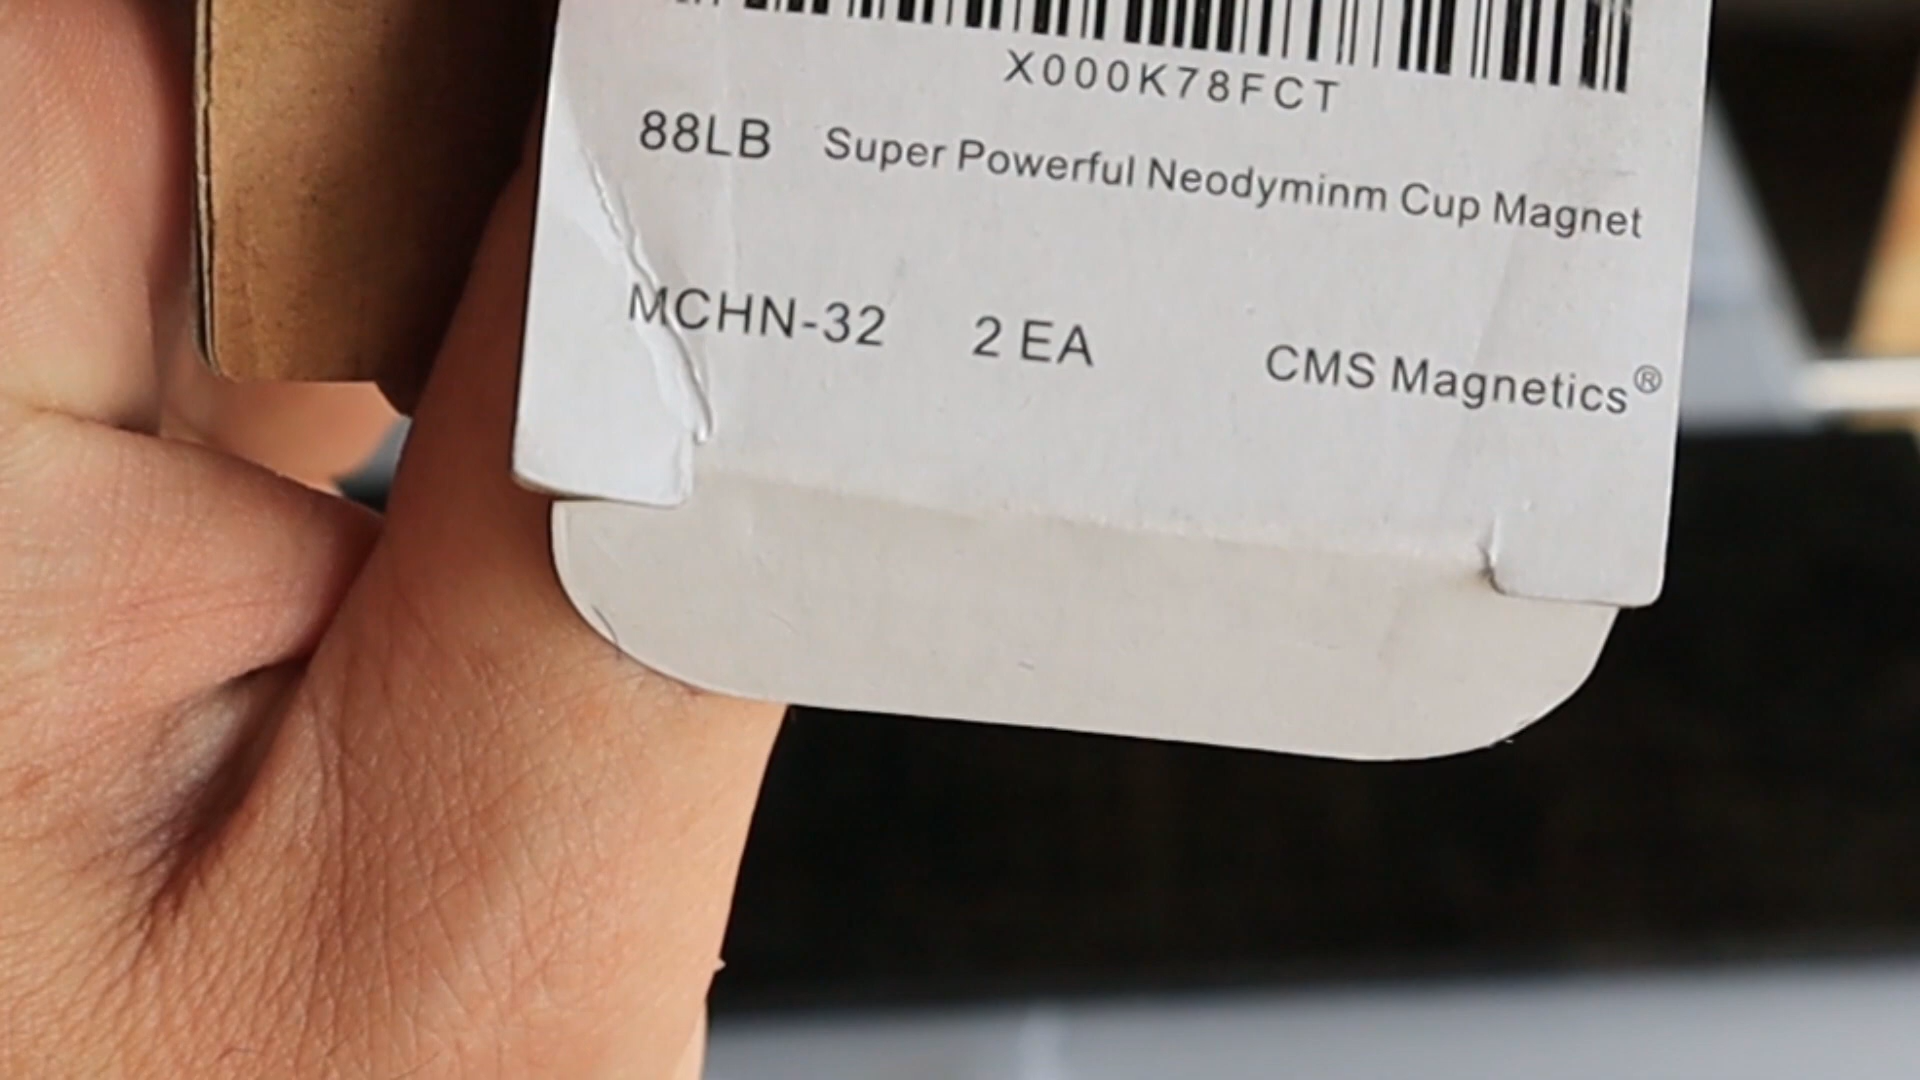 X000K78FCT
88LB Super Powerful Neodyminm Cup Magnet
MCHN-32 2 EA CMS Magnetics®